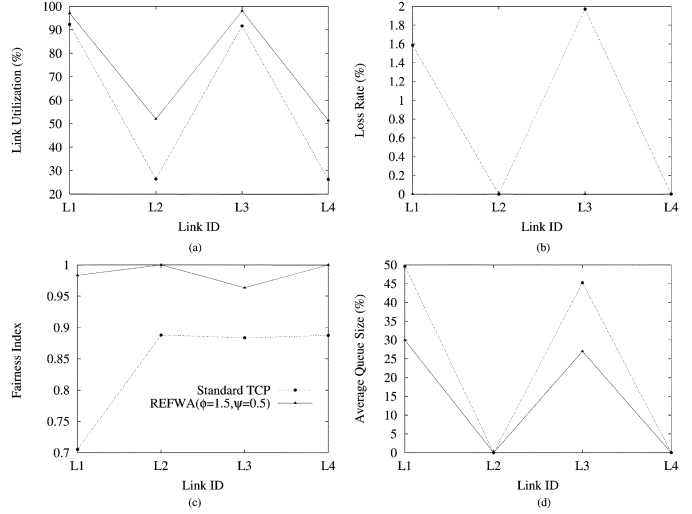 100
90
80
70
60
50
40
30
20
Link Utilization (%)
L1 L2 L3 L4
Link ID
(a)
2
1.8
1.6
1.4
1.2
1
0.8
0.6
0.4
0.2
0
Loss Rate (%)
L1 L2 L3 L4
Link ID
(b)
1
0.95
0.9
0.85
0.8
0.75
0.7
Fairness Index
Standard TCP
REFWA(ϕ=1.5,ψ=0.5)
L1 L2 L3 L4
Link ID
(c)
50
45
40
35
30
25
20
15
10
5
0
Average Queue Size (%)
L1 L2 L3 L4
Link ID
(d)